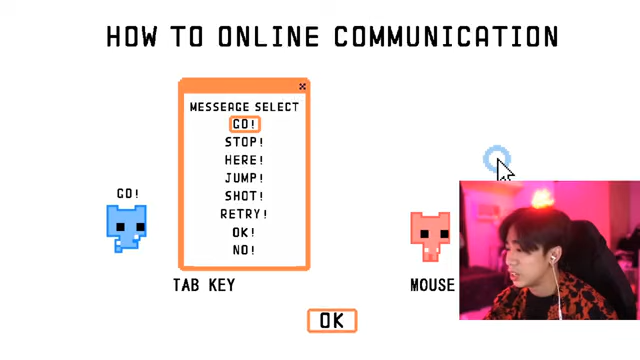 HOW TO ONLINE COMMUNICATION
MESSEAGE SELECT
GO!
STOP!
HERE!
JUMP!
SHOT!
RETRY!
OK!
NO!
GO!
TAB KEY
MOUSE
OK